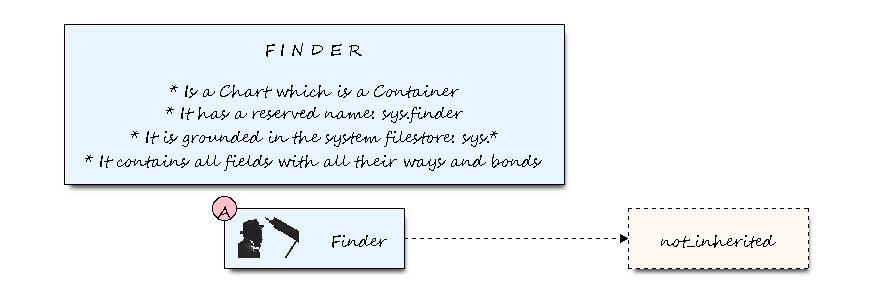 FINDER
* Is a Chart which is a Container
* It has a reserved name: sys.finder
* It is grounded in the system filestore: sys.*
* It contains all fields with all their ways and bonds
A
Finder
not_inherited